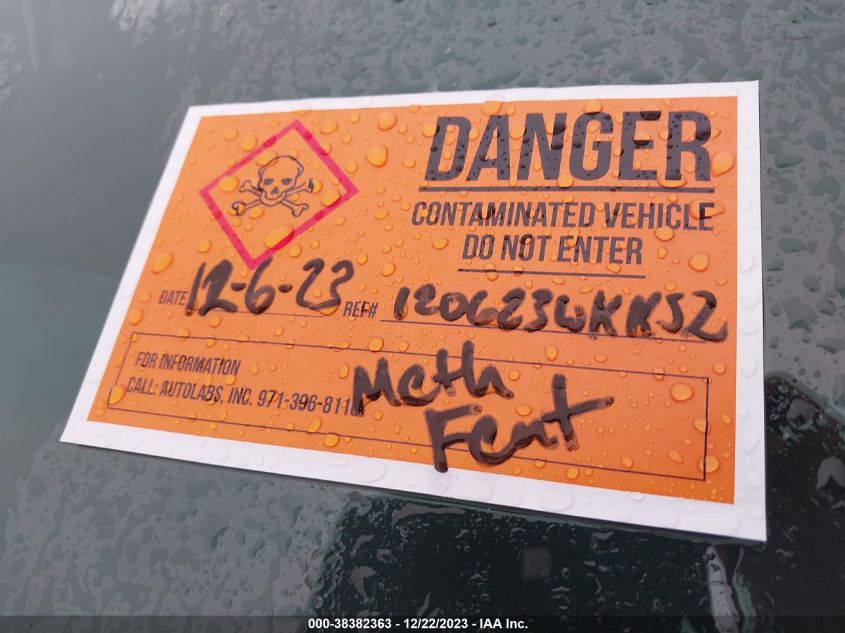 DANGER
CONTAMINATED VEHICLE
DO NOT ENTER
DATE 12-6-23 REF#
FOR INFORMATION
CALL: AUTOLABS, INC. 971-396-811
Meth
Fent
000-38382363 - 12/22/2023 - IAA Inc.